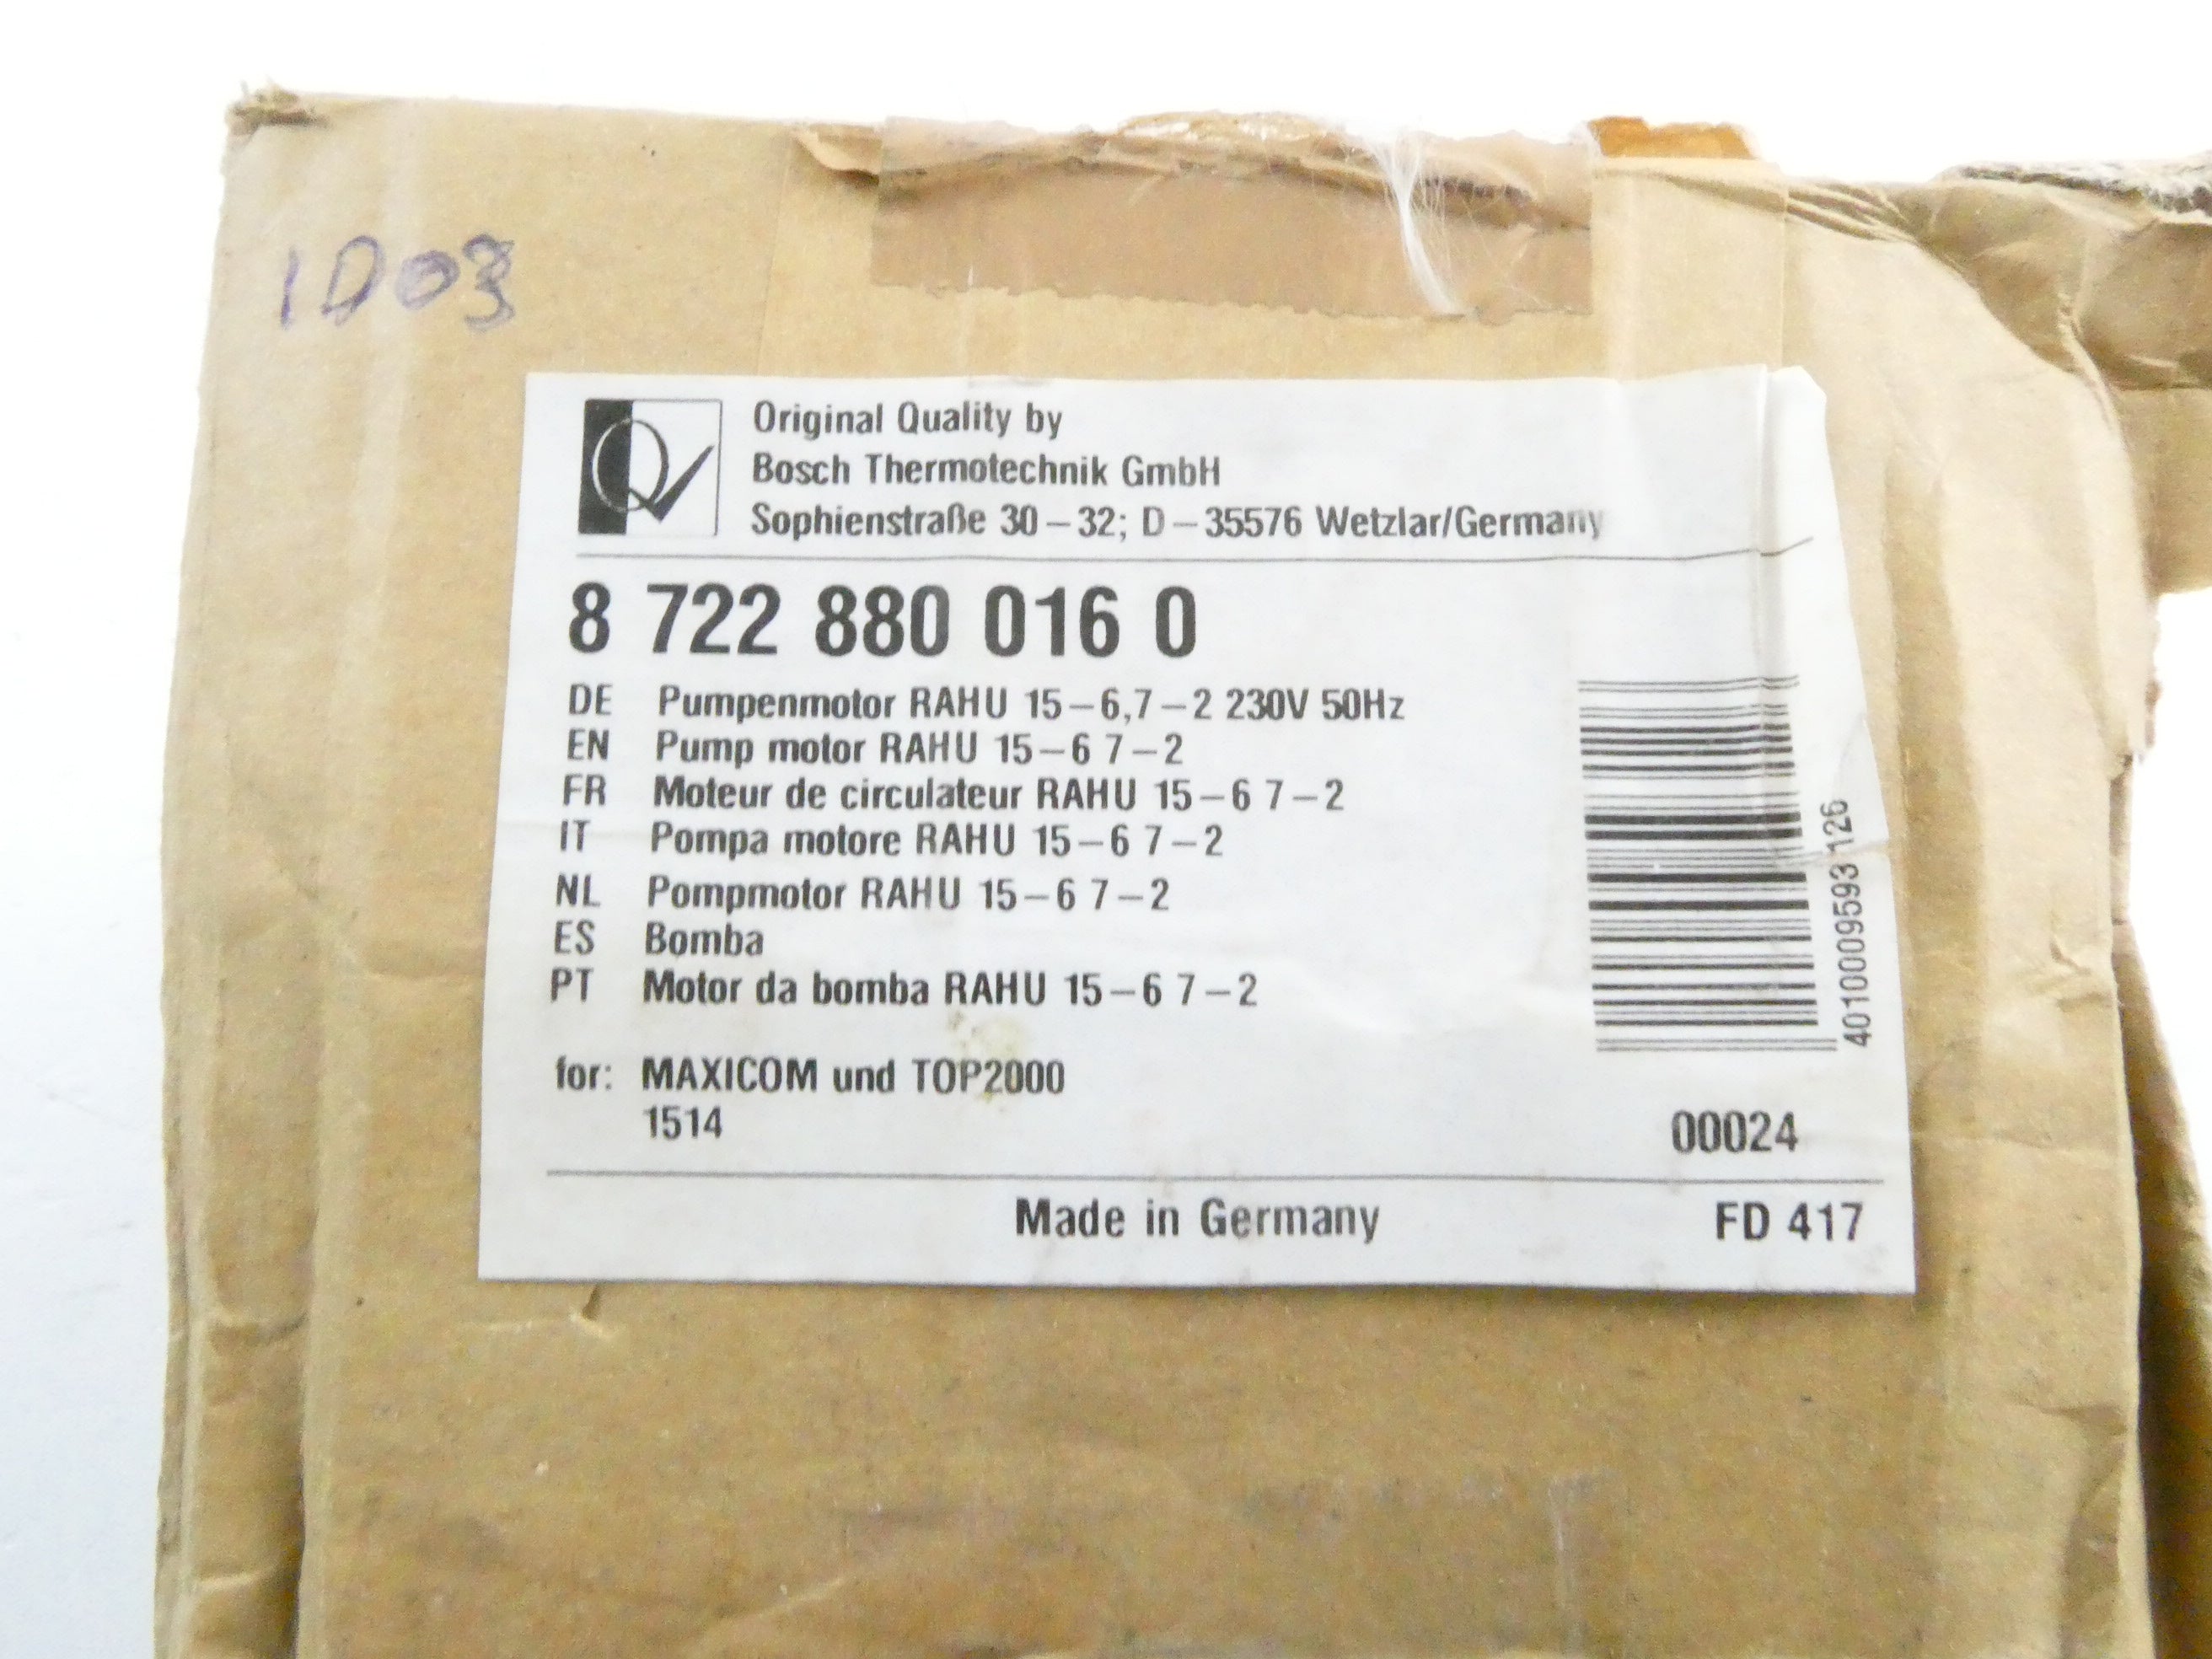 1D03
Original Quality by
Bosch Thermotechnik GmbH
Sophienstraße 30–32; D–35576 Wetzlar/Germany
8 722 880 016 0
DE Pumpenmotor RAHU 15–6,7–2 230V 50Hz
EN Pump motor RAHU 15–6 7–2
FR Moteur de circulateur RAHU 15–6 7–2
IT Pompa motore RAHU 15–6 7–2
NL Pompmotor RAHU 15–6 7–2
ES Bomba
PT Motor da bomba RAHU 15–6 7–2
4010009593126
for: MAXICOM und TOP2000
1514
00024
Made in Germany
FD 417